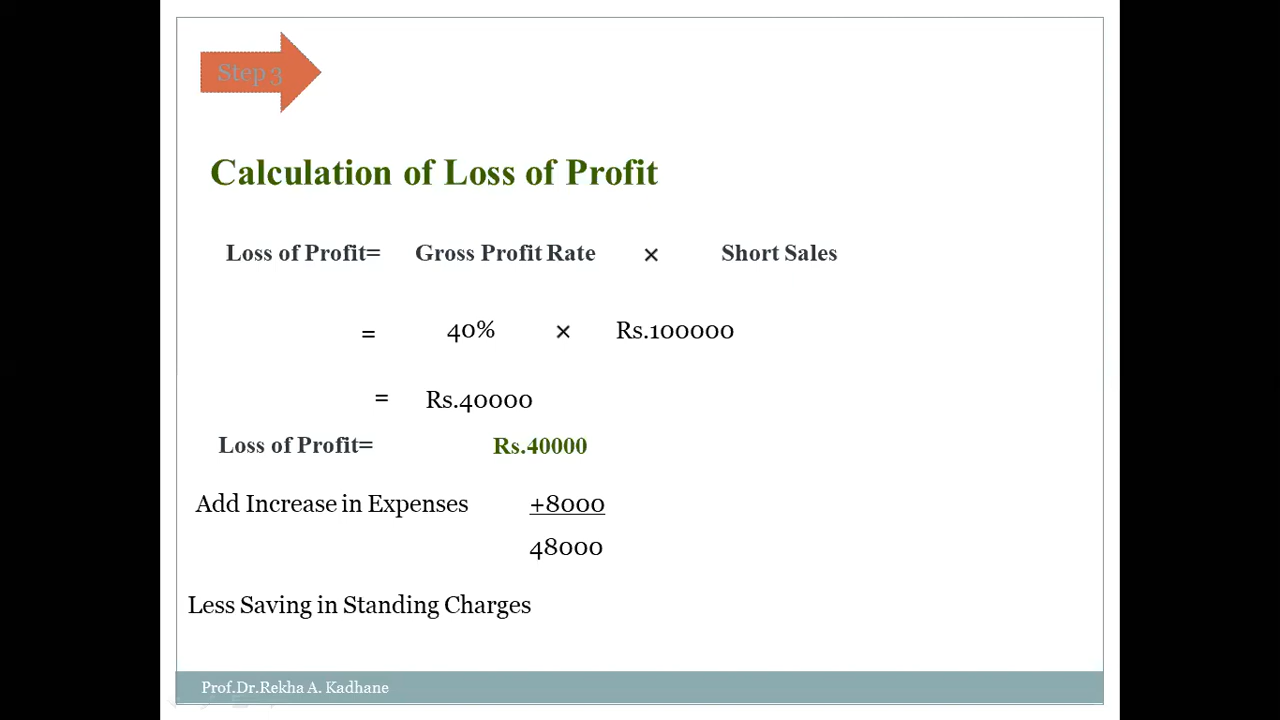 Step 3
Calculation of Loss of Profit
Loss of Profit= Gross Profit Rate × Short Sales
= 40% × Rs.100000
= Rs.40000
Loss of Profit= Rs.40000
Add Increase in Expenses +8000
48000
Less Saving in Standing Charges
Prof.Dr.Rekha A. Kadhane